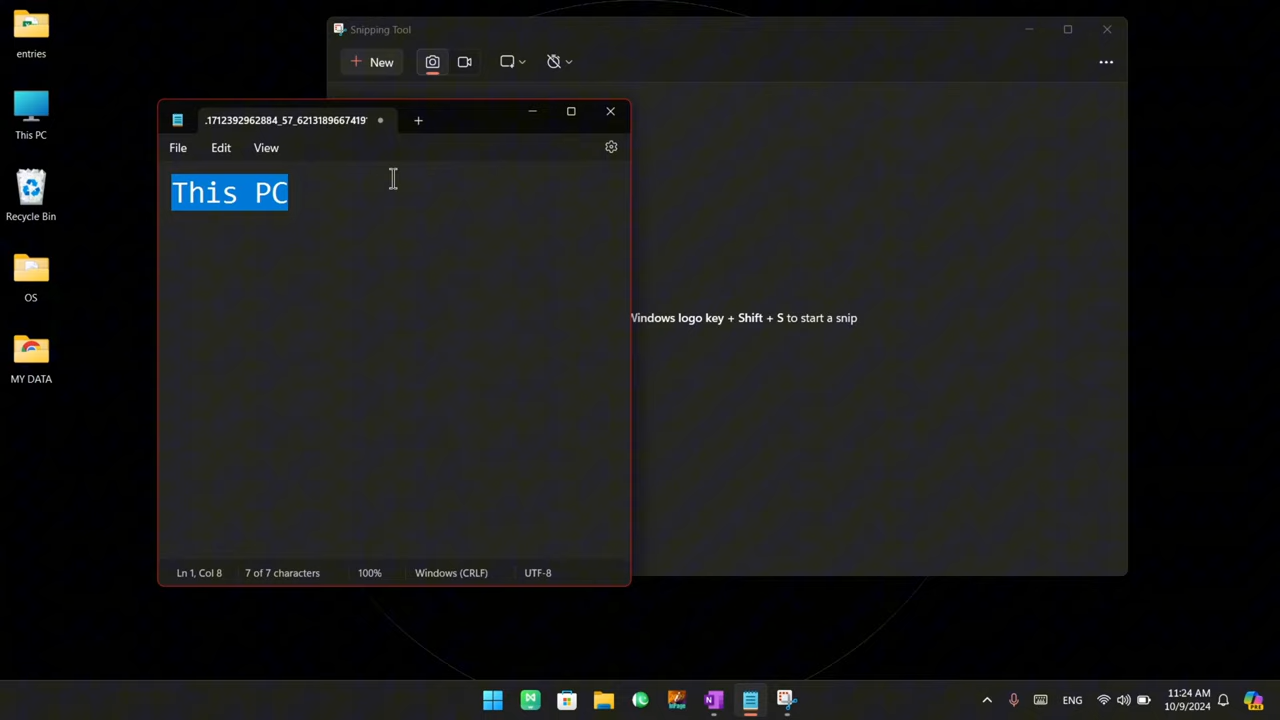 entries
This PC
Recycle Bin
OS
MY DATA
Snipping Tool
New
.1712392962884_57_6213189667419
File Edit View
This PC
Windows logo key + Shift + S to start a snip
Ln 1, Col 8 7 of 7 characters 100% Windows (CRLF) UTF-8
ENG
11:24 AM
10/9/2024
PRE